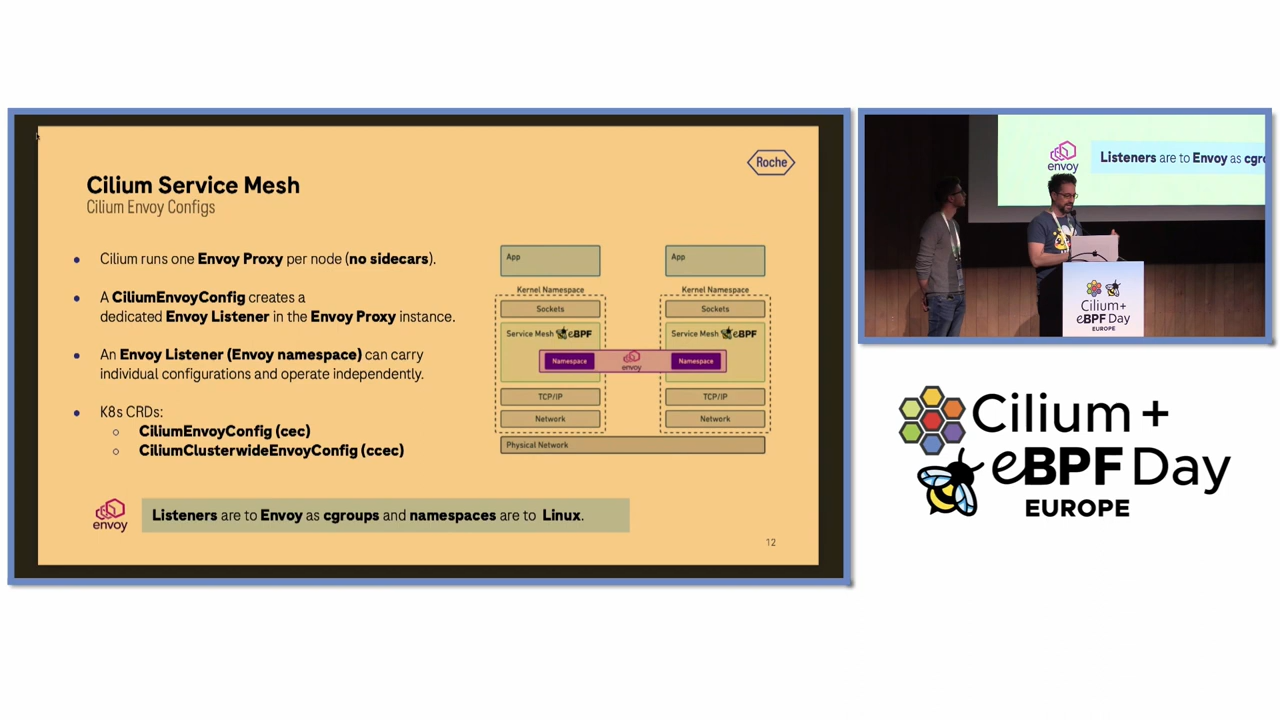 Roche
Cilium Service Mesh
Cilium Envoy Configs
Cilium runs one Envoy Proxy per node (no sidecars).
A CiliumEnvoyConfig creates a
dedicated Envoy Listener in the Envoy Proxy instance.
An Envoy Listener (Envoy namespace) can carry
individual configurations and operate independently.
K8s CRDs:
CiliumEnvoyConfig (cec)
CiliumClusterwideEnvoyConfig (ccec)
App
App
Kernel Namespace
Kernel Namespace
Sockets
Sockets
Service Mesh eBPF
Service Mesh eBPF
Namespace
envoy
Namespace
TCP/IP
TCP/IP
Network
Network
Physical Network
envoy
Listeners are to Envoy as cgroups and namespaces are to Linux.
12
envoy
Listeners are to Envoy as cgro
Cilium+
eBPF Day
EUROPE
Cilium +
eBPF Day
EUROPE